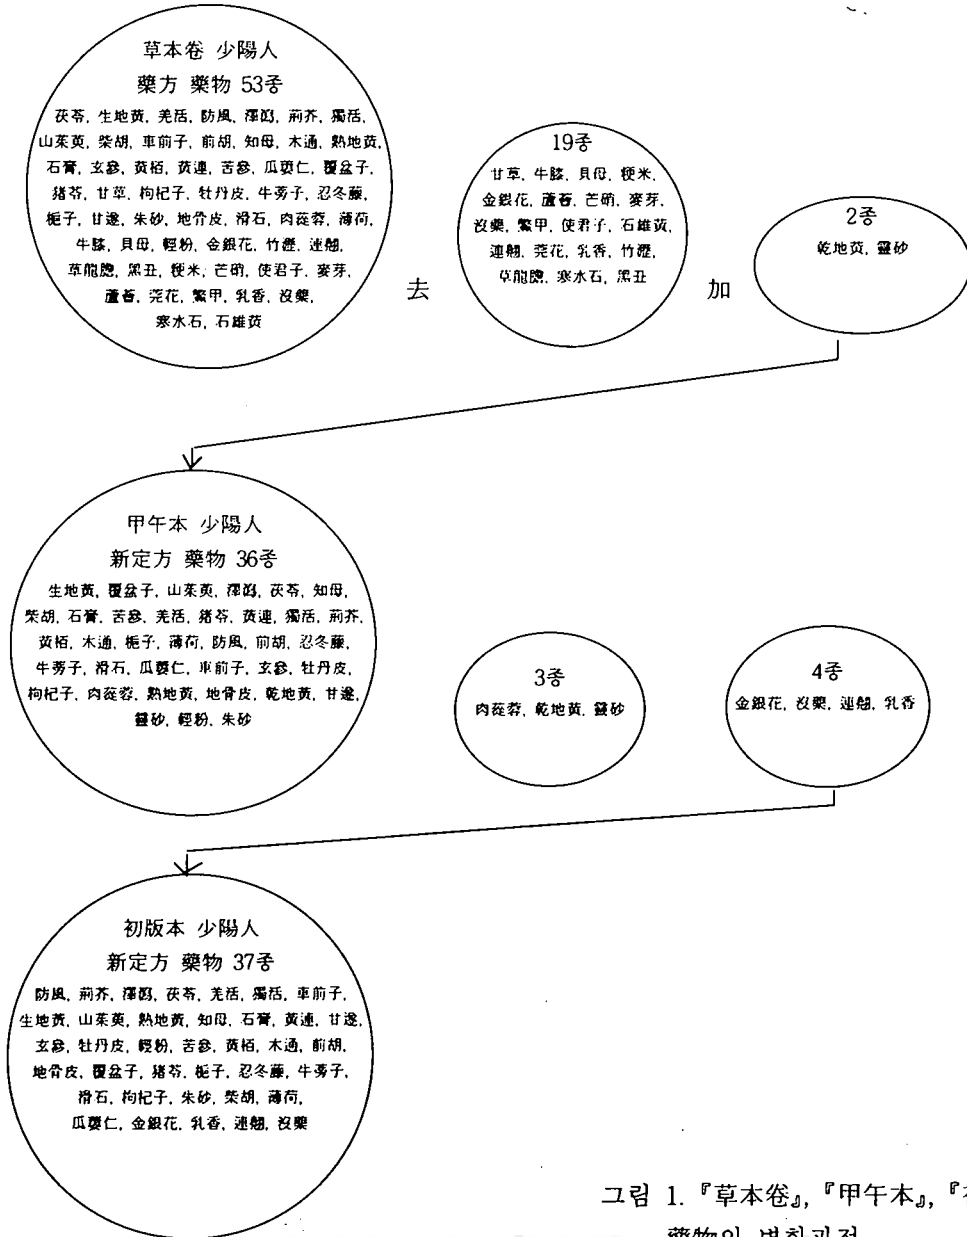 草本卷 少陽人
藥方 藥物 53종
茯苓, 生地黃, 羌活, 防風, 澤瀉, 荊芥, 獨活,
山茱萸, 柴胡, 車前子, 前胡, 知母, 木通, 熟地黃,
石膏, 玄參, 黃栢, 黃連, 苦參, 瓜蔞仁, 覆盆子,
猪苓, 甘草, 枸杞子, 牡丹皮, 牛蒡子, 忍冬藤,
梔子, 甘遂, 朱砂, 地骨皮, 滑石, 肉蓯蓉, 薄荷,
牛膝, 貝母, 輕粉, 金銀花, 竹瀝, 連翹,
草龍膽, 黑丑, 粳米, 芒硝, 使君子, 麥芽,
蘆薈, 芫花, 鱉甲, 乳香, 沒藥,
寒水石, 石雄黃
去
19종
甘草, 牛膝, 貝母, 粳米,
金銀花, 蘆薈, 芒硝, 麥芽,
沒藥, 鱉甲, 使君子, 石雄黃,
連翹, 芫花, 乳香, 竹瀝,
草龍膽, 寒水石, 黑丑
加
2종
乾地黃, 靈砂
甲午本 少陽人
新定方 藥物 36종
生地黃, 覆盆子, 山茱萸, 澤瀉, 茯苓, 知母,
柴胡, 石膏, 苦參, 羌活, 猪苓, 黃連, 獨活, 荊芥,
黃栢, 木通, 梔子, 薄荷, 防風, 前胡, 忍冬藤,
牛蒡子, 滑石, 瓜蔞仁, 車前子, 玄參, 牡丹皮,
枸杞子, 肉蓯蓉, 熟地黃, 地骨皮, 乾地黃, 甘遂,
靈砂, 輕粉, 朱砂
3종
肉蓯蓉, 乾地黃, 靈砂
4종
金銀花, 沒藥, 連翹, 乳香
初版本 少陽人
新定方 藥物 37종
防風, 荊芥, 澤瀉, 茯苓, 羌活, 獨活, 車前子,
生地黃, 山茱萸, 熟地黃, 知母, 石膏, 黃連, 甘遂,
玄參, 牡丹皮, 輕粉, 苦參, 黃栢, 木通, 前胡,
地骨皮, 覆盆子, 猪苓, 梔子, 忍冬藤, 牛蒡子,
滑石, 枸杞子, 朱砂, 柴胡, 薄荷,
瓜蔞仁, 金銀花, 乳香, 連翹, 沒藥
그림 1. 『草本卷』, 『甲午本』, 『
藥物의 변화과정